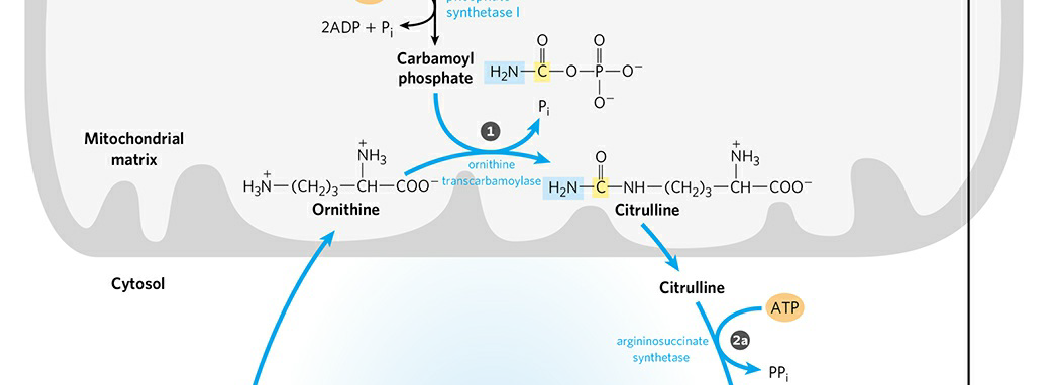 phosphate
synthetase I
2ADP + Pi
Carbamoyl
phosphate
O O
H₂N—C—O—P—O⁻
O⁻
Pi
1
Mitochondrial
matrix
+
NH₃
+
H₃N—(CH₂)₃—CH—COO⁻
Ornithine
ornithine
transcarbamoylase
O
+
NH₃
H₂N—C—NH—(CH₂)₃—CH—COO⁻
Citrulline
Cytosol
Citrulline
ATP
argininosuccinate
synthetase
2a
PPi